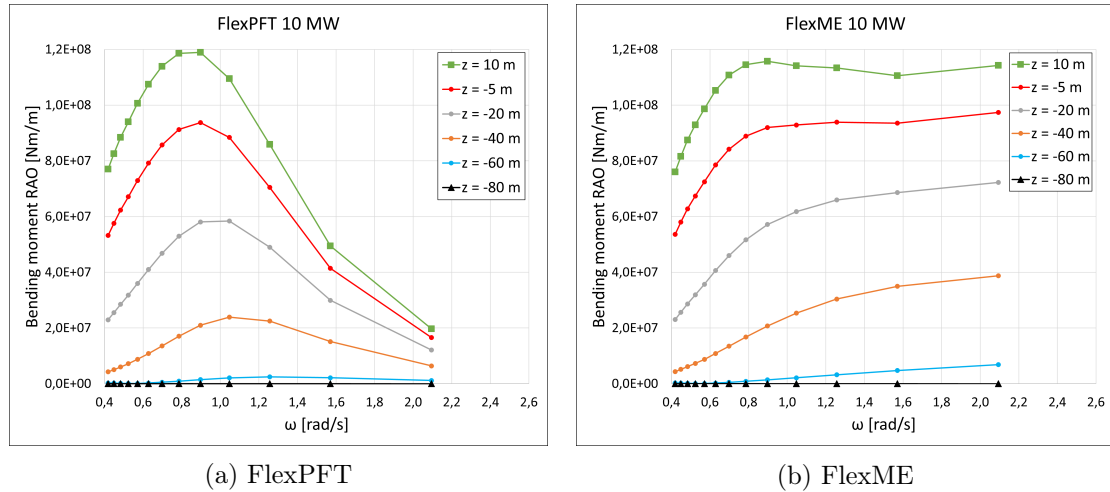 FlexPFT 10 MW
Bending moment RAO [Nm/m]
1,2E+08
1,0E+08
8,0E+07
6,0E+07
4,0E+07
2,0E+07
0,0E+00
0,4 0,6 0,8 1,0 1,2 1,4 1,6 1,8 2,0 2,2 2,4 2,6
ω [rad/s]
z = 10 m
z = -5 m
z = -20 m
z = -40 m
z = -60 m
z = -80 m
(a) FlexPFT
FlexME 10 MW
Bending moment RAO [Nm/m]
1,2E+08
1,0E+08
8,0E+07
6,0E+07
4,0E+07
2,0E+07
0,0E+00
0,4 0,6 0,8 1,0 1,2 1,4 1,6 1,8 2,0 2,2 2,4 2,6
ω [rad/s]
z = 10 m
z = -5 m
z = -20 m
z = -40 m
z = -60 m
z = -80 m
(b) FlexME